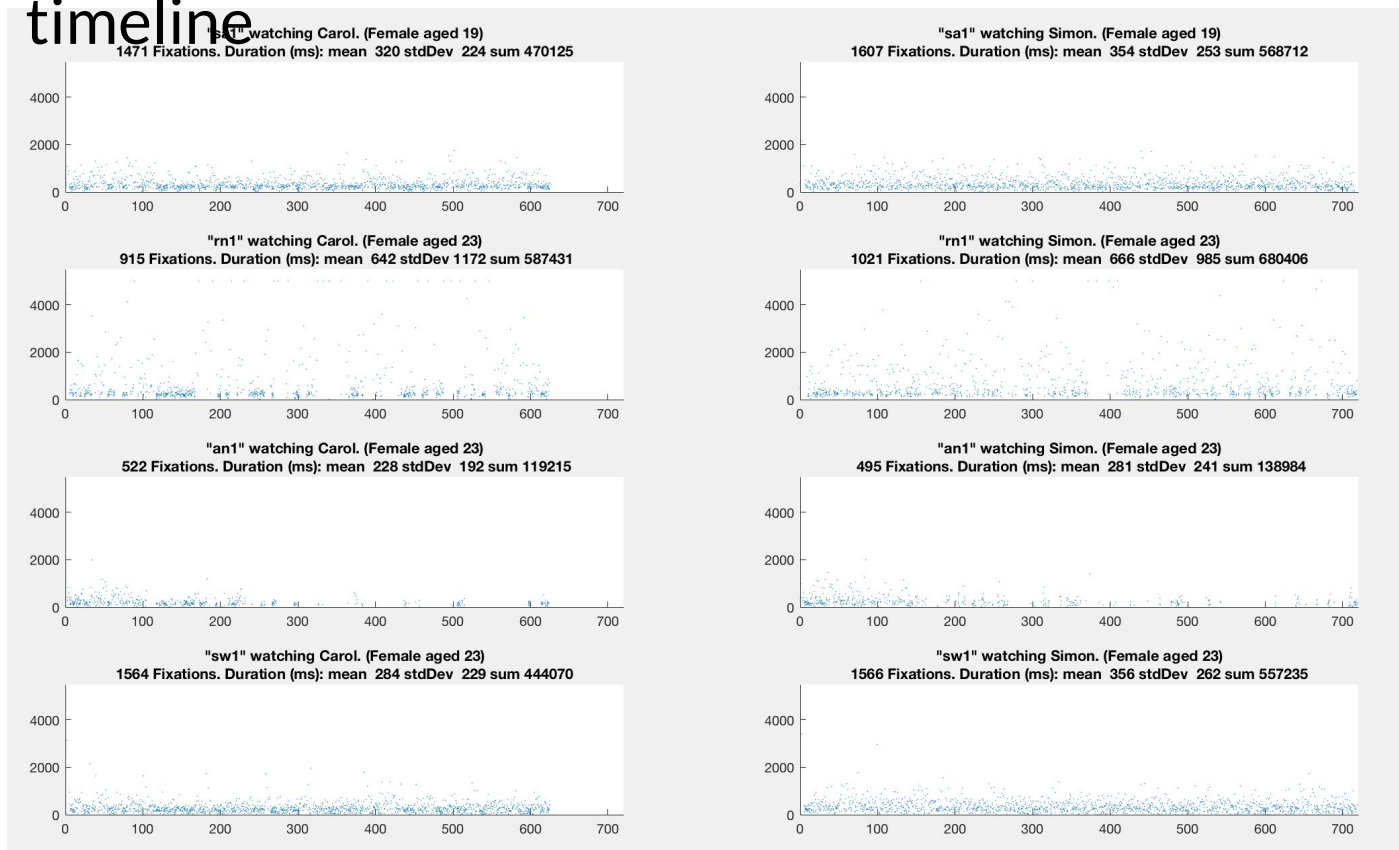 timeline
"sa1" watching Carol. (Female aged 19)
1471 Fixations. Duration (ms): mean 320 stdDev 224 sum 470125
4000
2000
0
0 100 200 300 400 500 600 700
"sa1" watching Simon. (Female aged 19)
1607 Fixations. Duration (ms): mean 354 stdDev 253 sum 568712
4000
2000
0
0 100 200 300 400 500 600 700
"rn1" watching Carol. (Female aged 23)
915 Fixations. Duration (ms): mean 642 stdDev 1172 sum 587431
4000
2000
0
0 100 200 300 400 500 600 700
"rn1" watching Simon. (Female aged 23)
1021 Fixations. Duration (ms): mean 666 stdDev 985 sum 680406
4000
2000
0
0 100 200 300 400 500 600 700
"an1" watching Carol. (Female aged 23)
522 Fixations. Duration (ms): mean 228 stdDev 192 sum 119215
4000
2000
0
0 100 200 300 400 500 600 700
"an1" watching Simon. (Female aged 23)
495 Fixations. Duration (ms): mean 281 stdDev 241 sum 138984
4000
2000
0
0 100 200 300 400 500 600 700
"sw1" watching Carol. (Female aged 23)
1564 Fixations. Duration (ms): mean 284 stdDev 229 sum 444070
4000
2000
0
0 100 200 300 400 500 600 700
"sw1" watching Simon. (Female aged 23)
1566 Fixations. Duration (ms): mean 356 stdDev 262 sum 557235
4000
2000
0
0 100 200 300 400 500 600 700